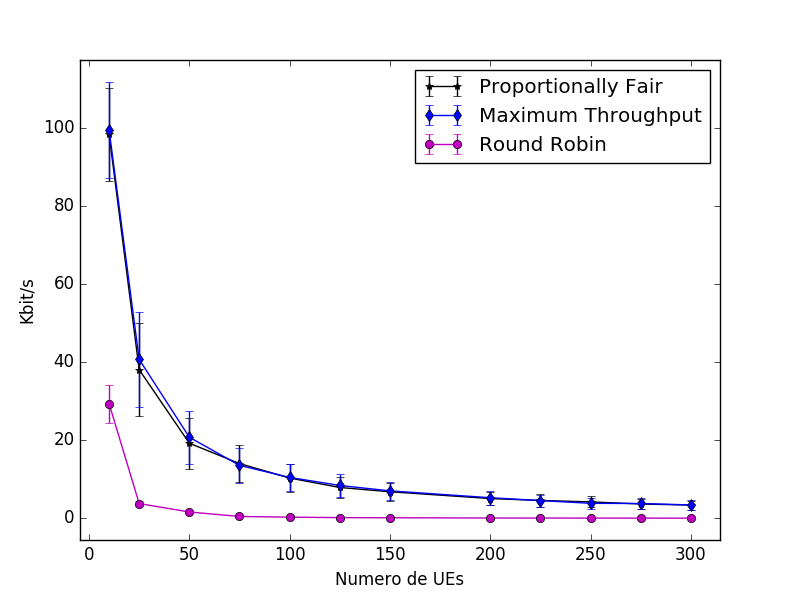 Proportionally Fair
Maximum Throughput
Round Robin
100
80
60
40
20
0
Kbit/s
0 50 100 150 200 250 300
Numero de UEs